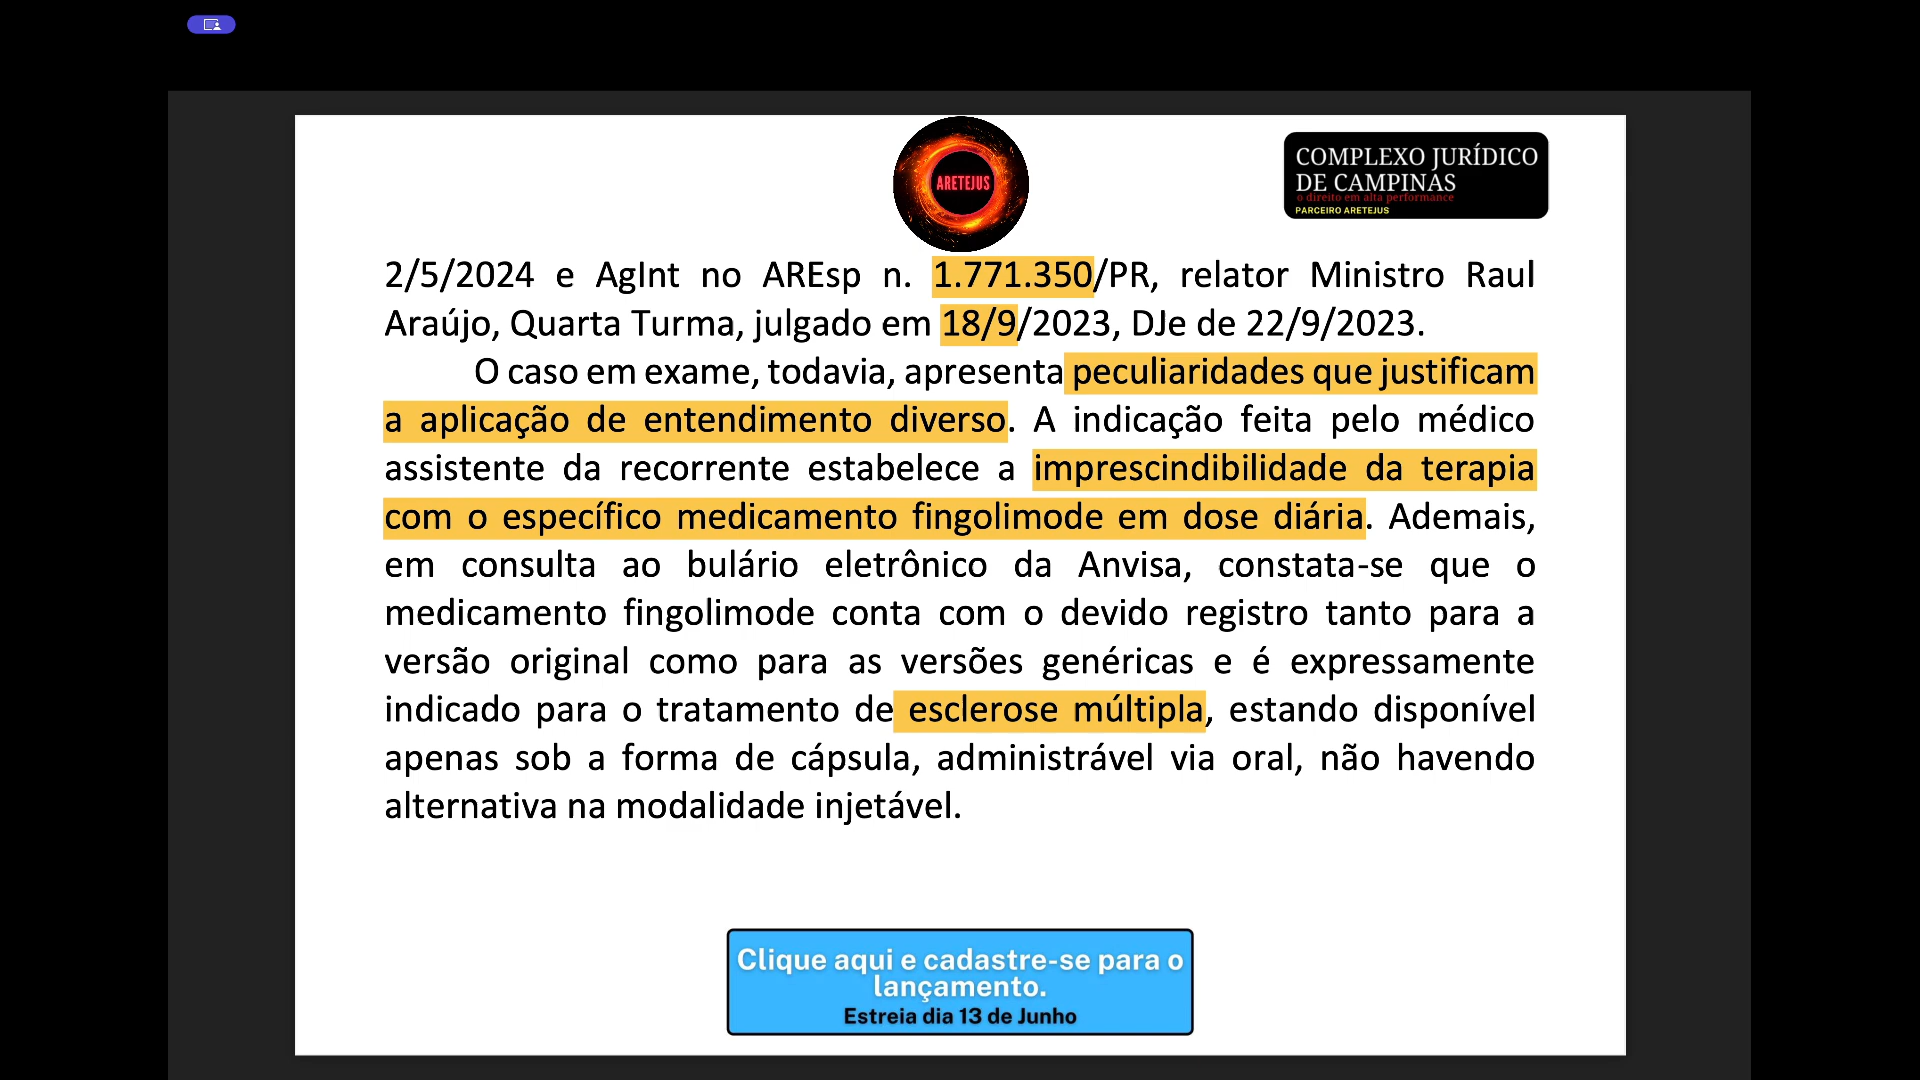 ARETEJUS
COMPLEXO JURÍDICO
DE CAMPINAS
o direito em alta performance
PARCEIRO ARETEJUS
2/5/2024 e AgInt no AREsp n. 1.771.350/PR, relator Ministro Raul
Araújo, Quarta Turma, julgado em 18/9/2023, DJe de 22/9/2023.
O caso em exame, todavia, apresenta peculiaridades que justificam
a aplicação de entendimento diverso. A indicação feita pelo médico
assistente da recorrente estabelece a imprescindibilidade da terapia
com o específico medicamento fingolimode em dose diária. Ademais,
em consulta ao bulário eletrônico da Anvisa, constata-se que o
medicamento fingolimode conta com o devido registro tanto para a
versão original como para as versões genéricas e é expressamente
indicado para o tratamento de esclerose múltipla, estando disponível
apenas sob a forma de cápsula, administrável via oral, não havendo
alternativa na modalidade injetável.
Clique aqui e cadastre-se para o
lançamento.
Estreia dia 13 de Junho